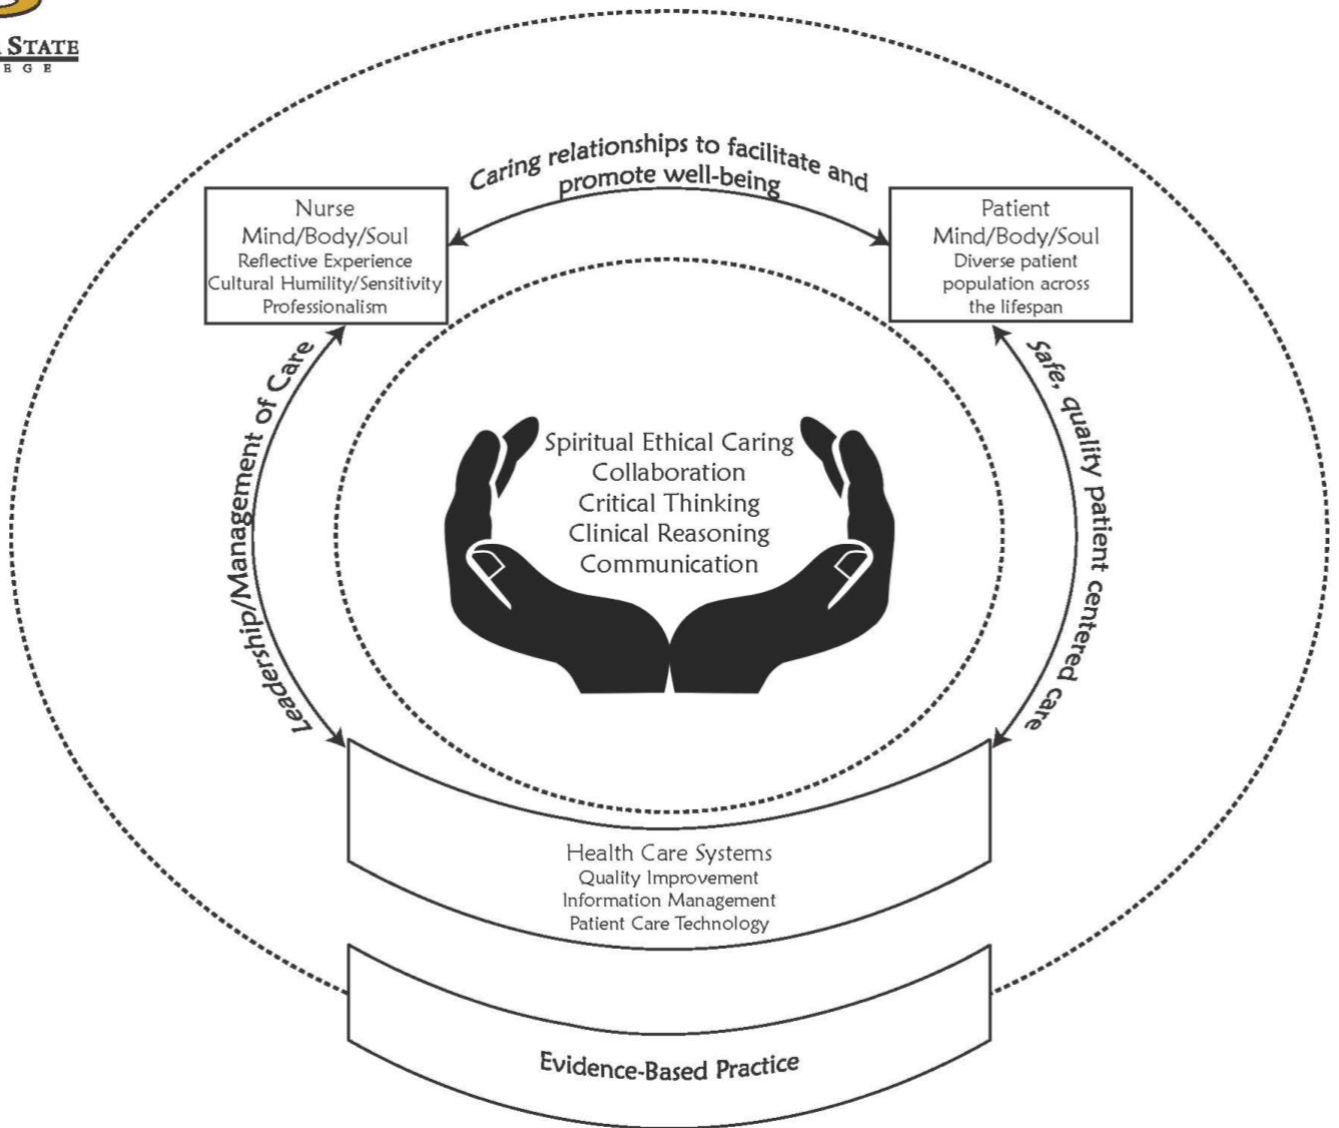 STATE
E G E
Caring relationships to facilitate and
promote well-being
Nurse
Mind/Body/Soul
Reflective Experience
Cultural Humility/Sensitivity
Professionalism
Patient
Mind/Body/Soul
Diverse patient
population across
the lifespan
Leadership/Management of Care
Safe, quality patient centered care
Spiritual Ethical Caring
Collaboration
Critical Thinking
Clinical Reasoning
Communication
Health Care Systems
Quality Improvement
Information Management
Patient Care Technology
Evidence-Based Practice